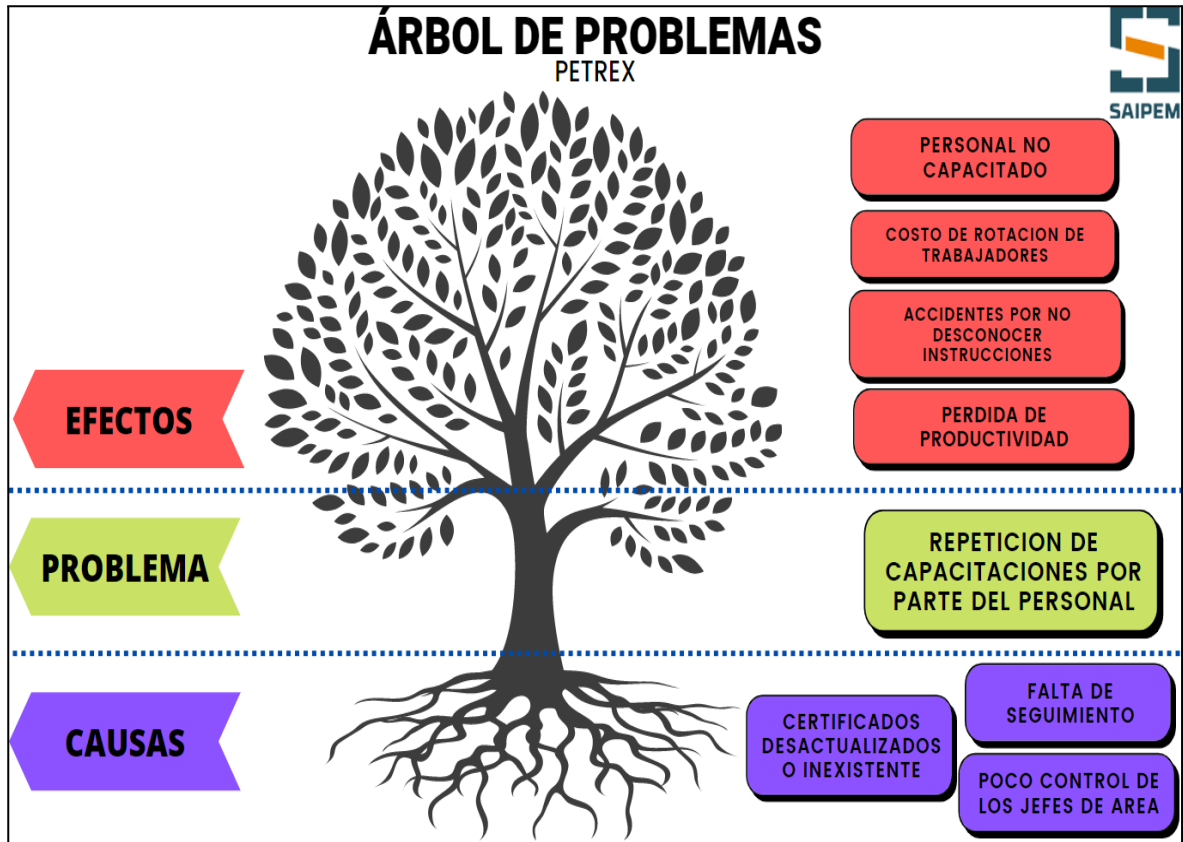 ÁRBOL DE PROBLEMAS
PETREX
SAIPEM
EFECTOS
PERSONAL NO
CAPACITADO
COSTO DE ROTACION DE
TRABAJADORES
ACCIDENTES POR NO
DESCONOCER
INSTRUCCIONES
PERDIDA DE
PRODUCTIVIDAD
PROBLEMA
REPETICION DE
CAPACITACIONES POR
PARTE DEL PERSONAL
CAUSAS
CERTIFICADOS
DESACTUALIZADOS
O INEXISTENTE
FALTA DE
SEGUIMIENTO
POCO CONTROL DE
LOS JEFES DE AREA